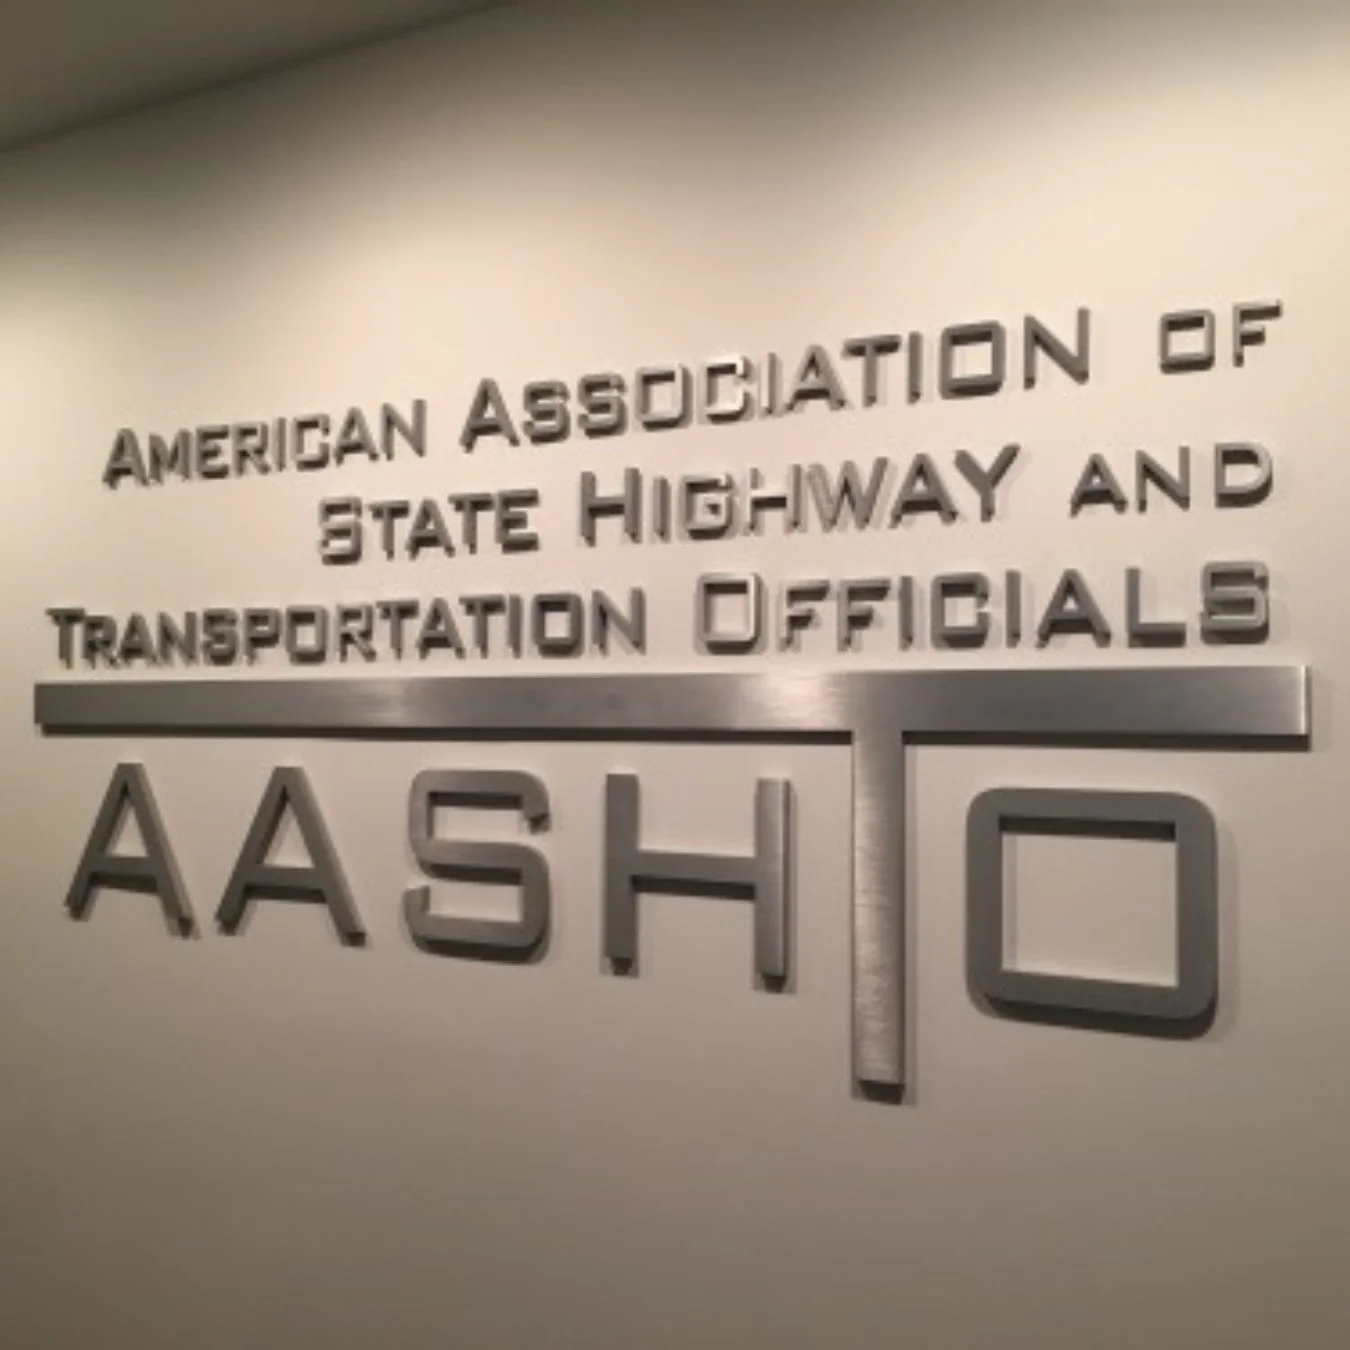 American Association of
State Highway and
Transportation Officials
AASHTO